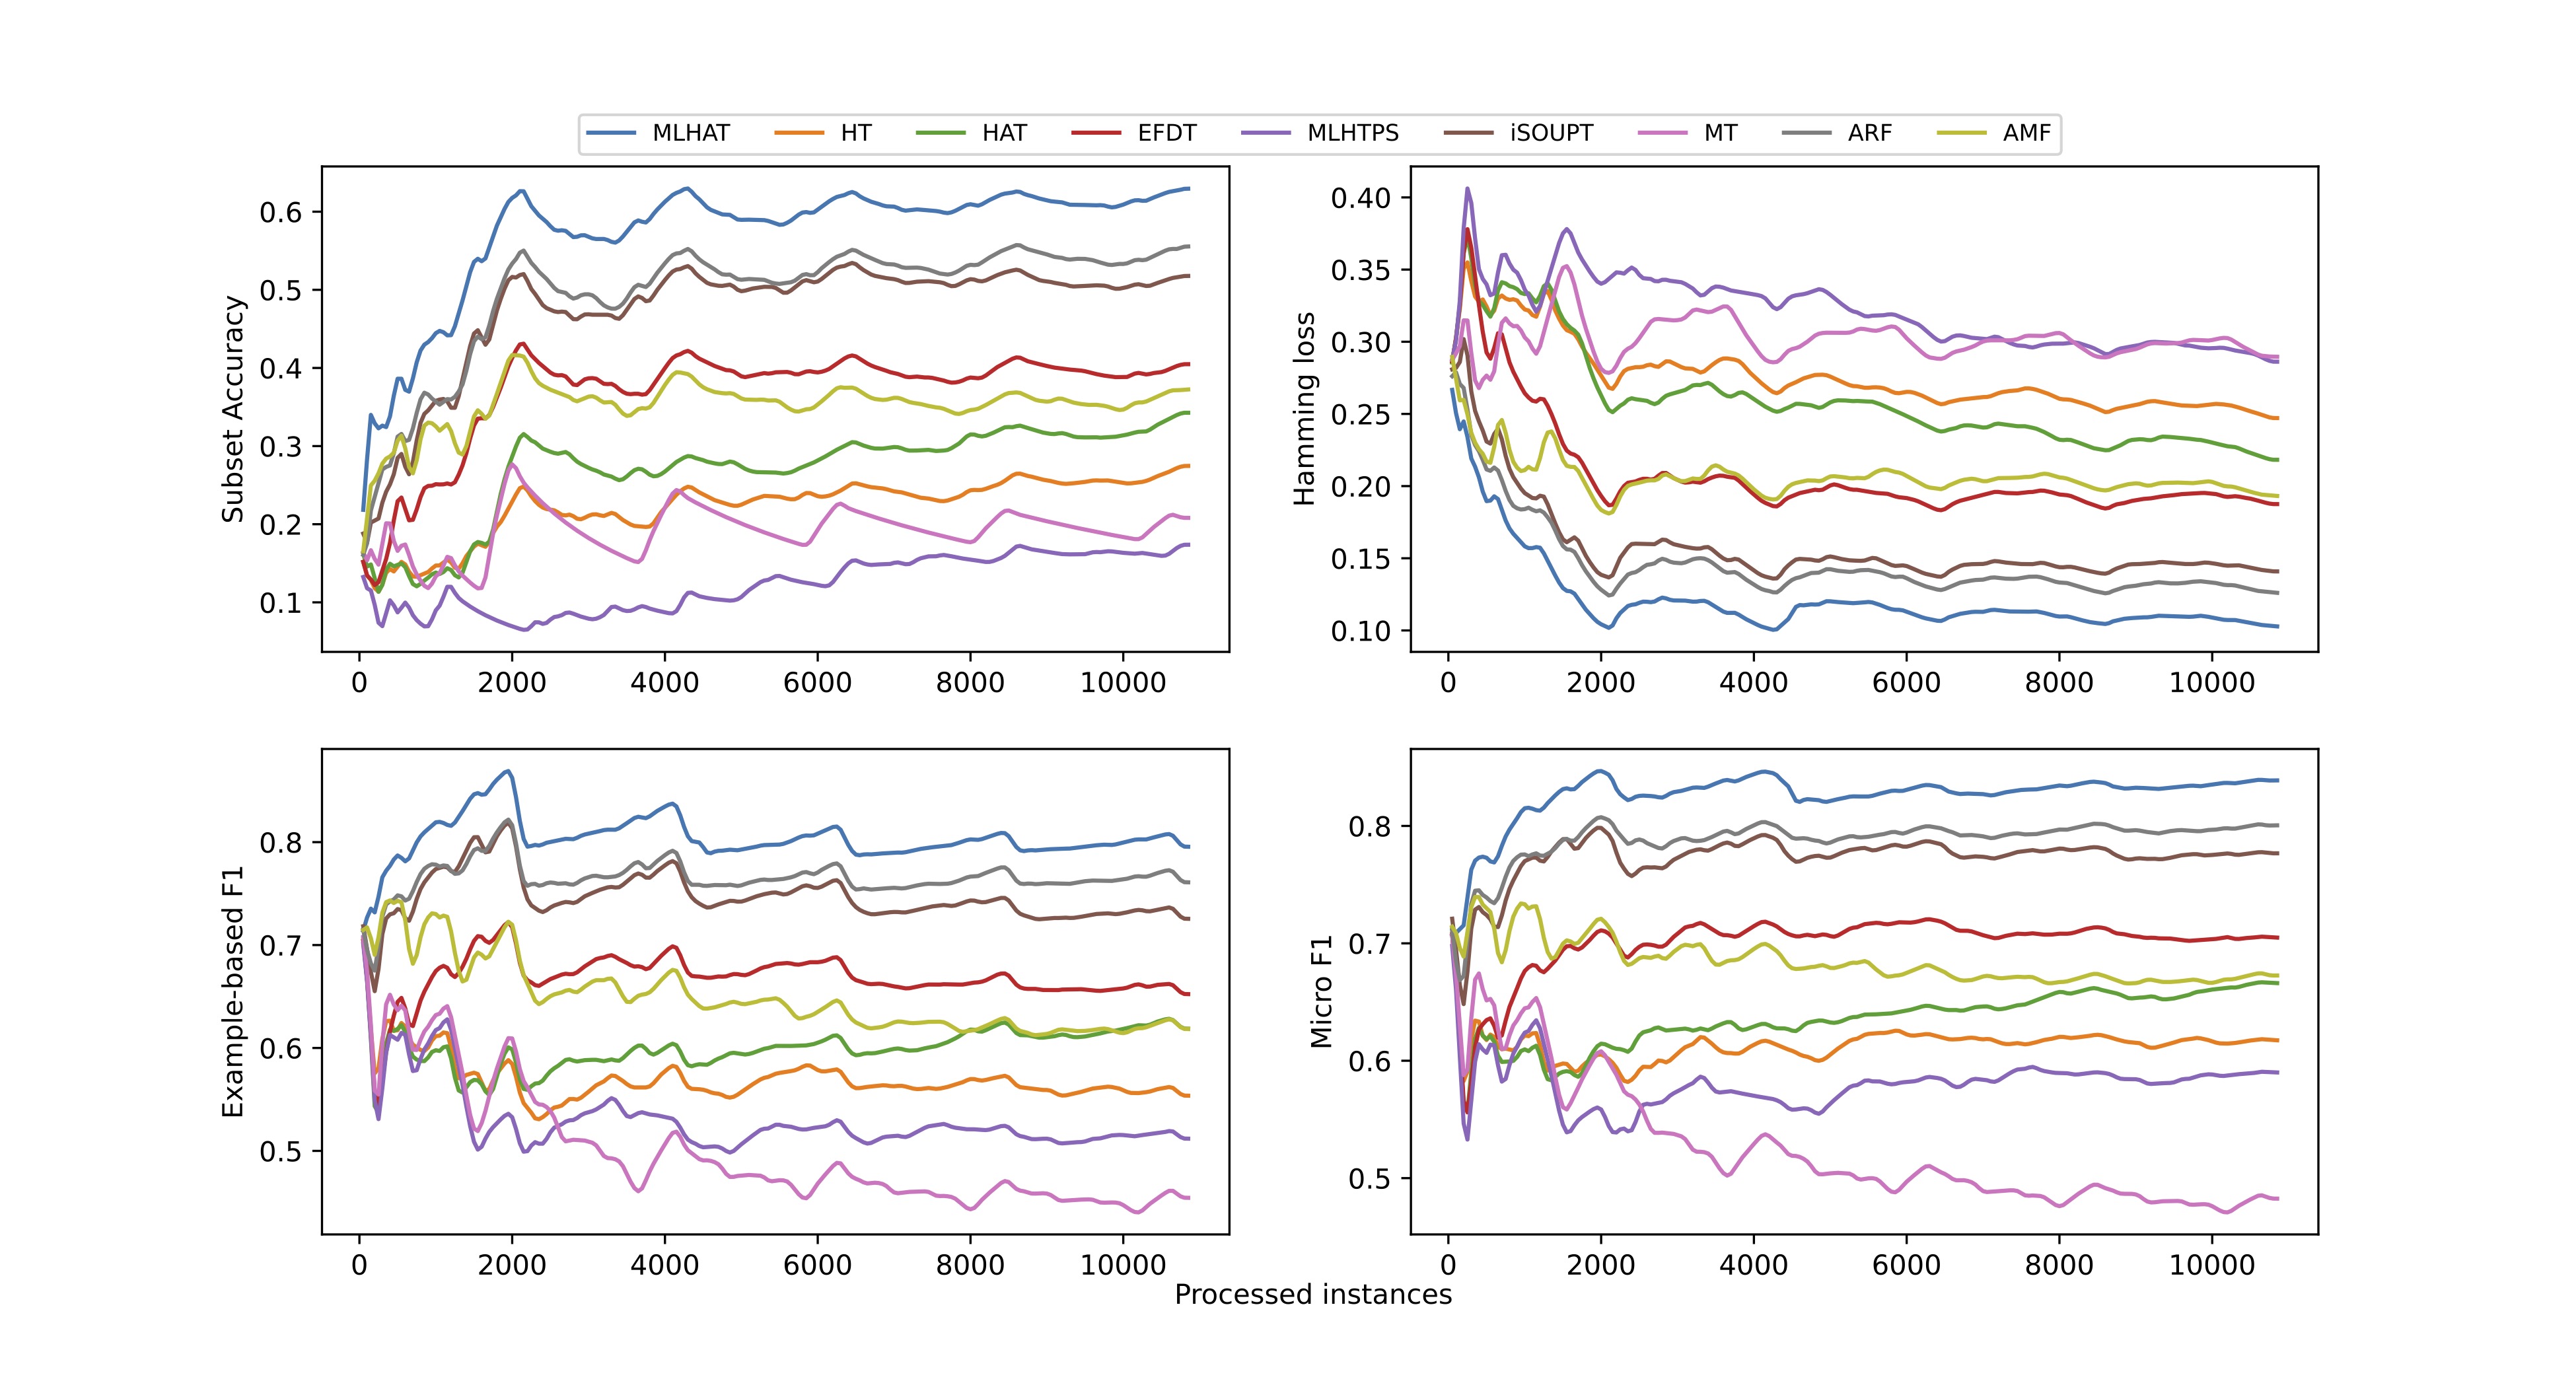 MLHAT HT HAT EFDT MLHTPS iSOUPT MT ARF AMF
Subset Accuracy
0.6
0.5
0.4
0.3
0.2
0.1
0 2000 4000 6000 8000 10000
Hamming loss
0.40
0.35
0.30
0.25
0.20
0.15
0.10
0 2000 4000 6000 8000 10000
Example-based F1
0.8
0.7
0.6
0.5
0 2000 4000 6000 8000 10000
Micro F1
0.8
0.7
0.6
0.5
0 2000 4000 6000 8000 10000
Processed instances